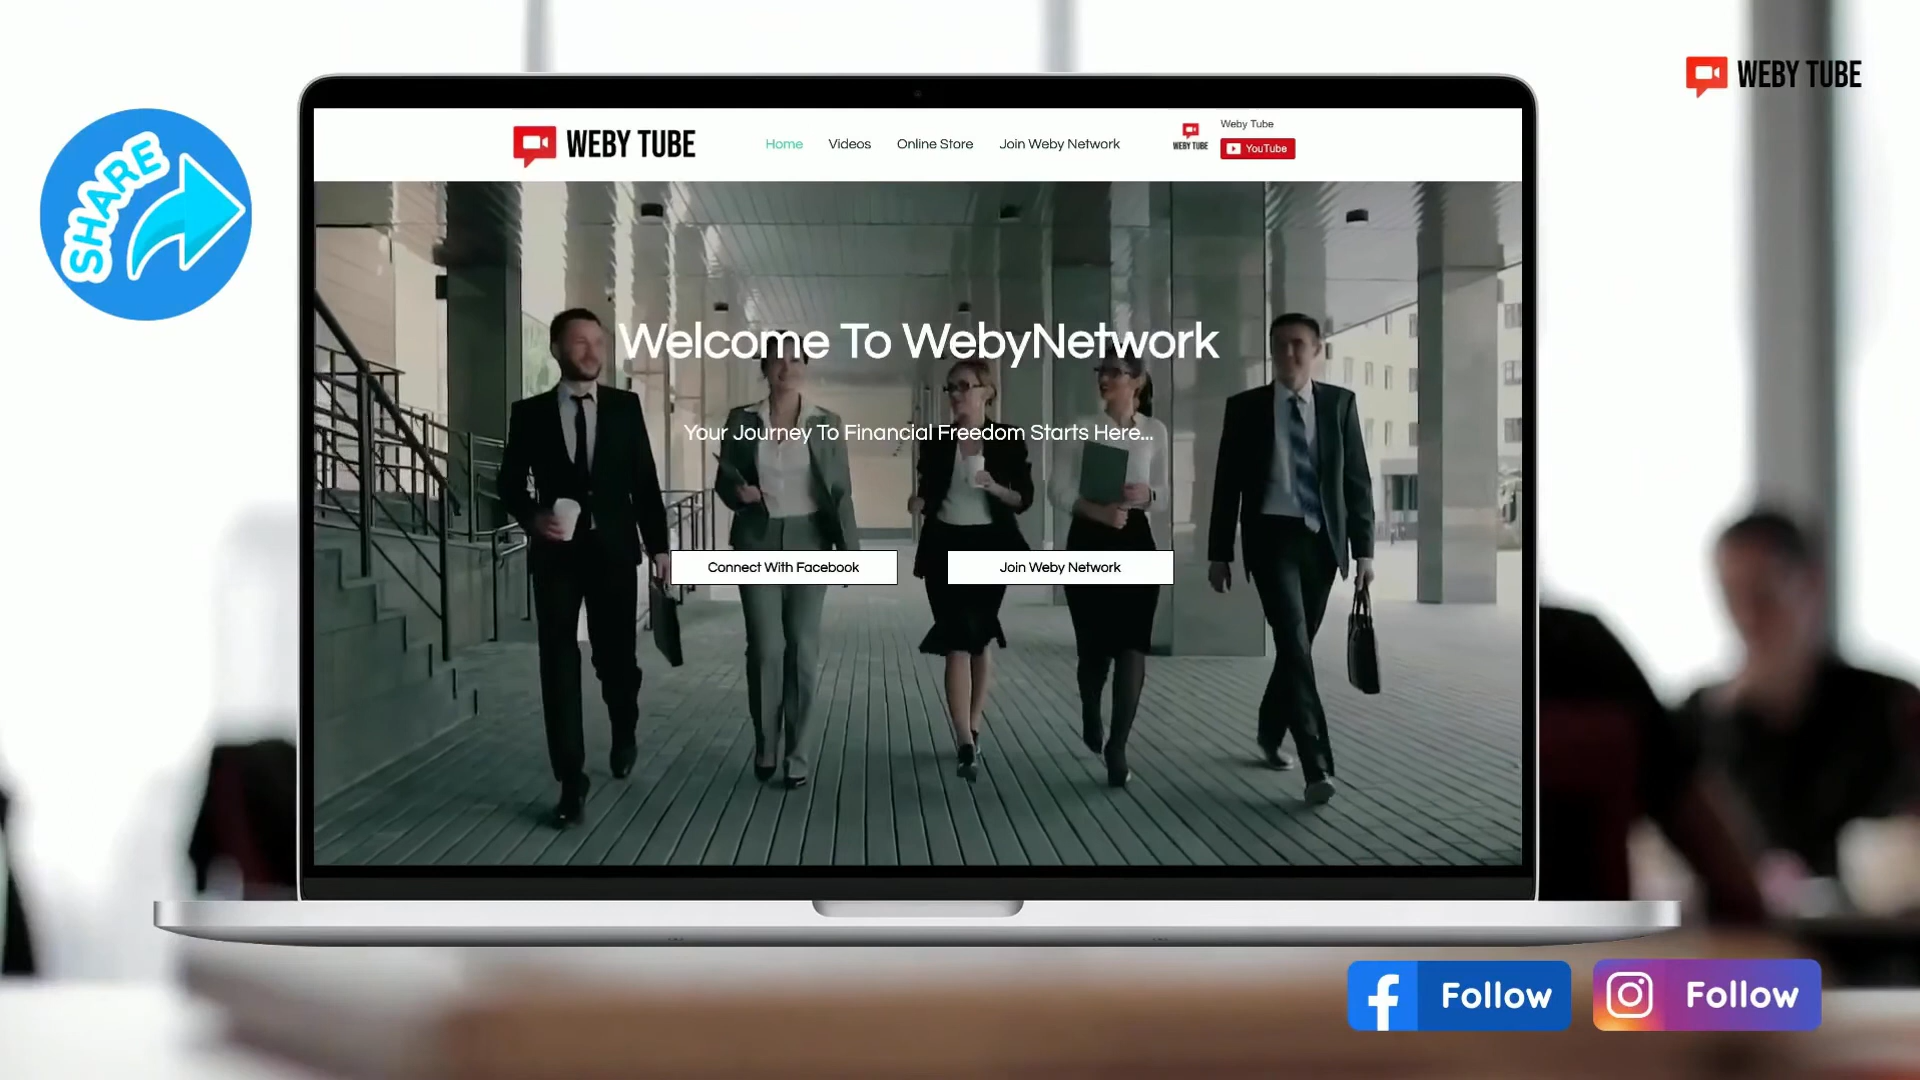 WEBY TUBE
SHARE
WEBY TUBE
Home
Videos
Online Store
Join Weby Network
WEBY TUBE
Weby Tube
YouTube
Welcome To WebyNetwork
Your Journey To Financial Freedom Starts Here...
Connect With Facebook
Join Weby Network
Follow
Follow